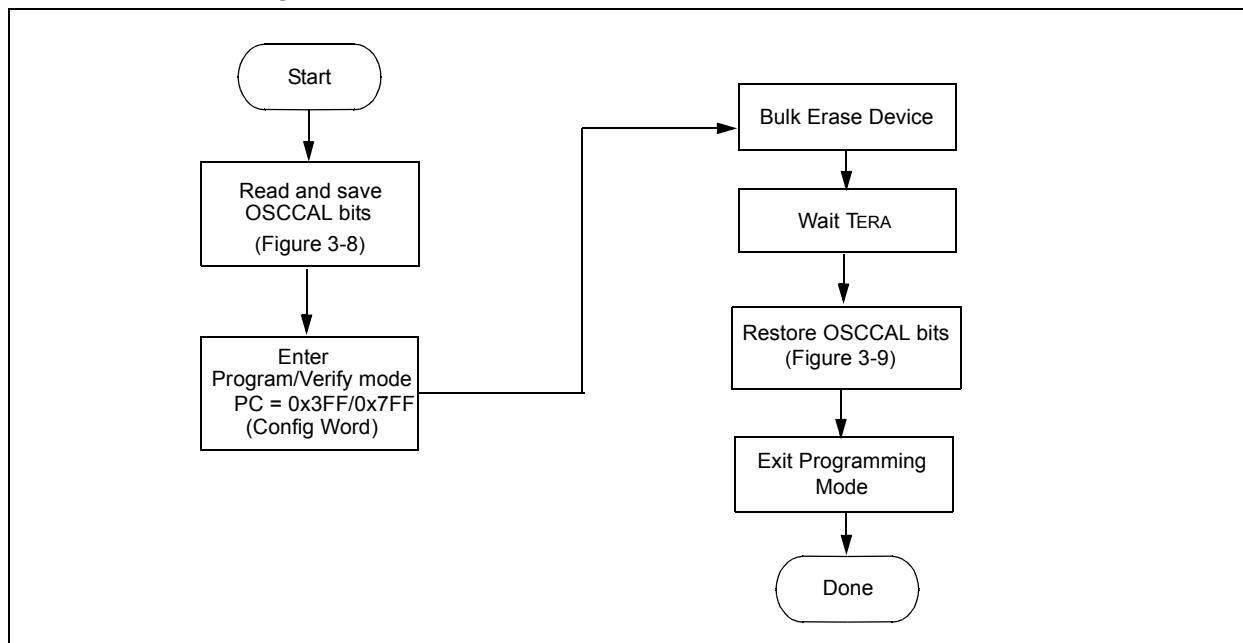 Start
Read and save
OSCCAL bits
(Figure 3-8)
Enter
Program/Verify mode
PC = 0x3FF/0x7FF
(Config Word)
Bulk Erase Device
Wait TERA
Restore OSCCAL bits
(Figure 3-9)
Exit Programming
Mode
Done